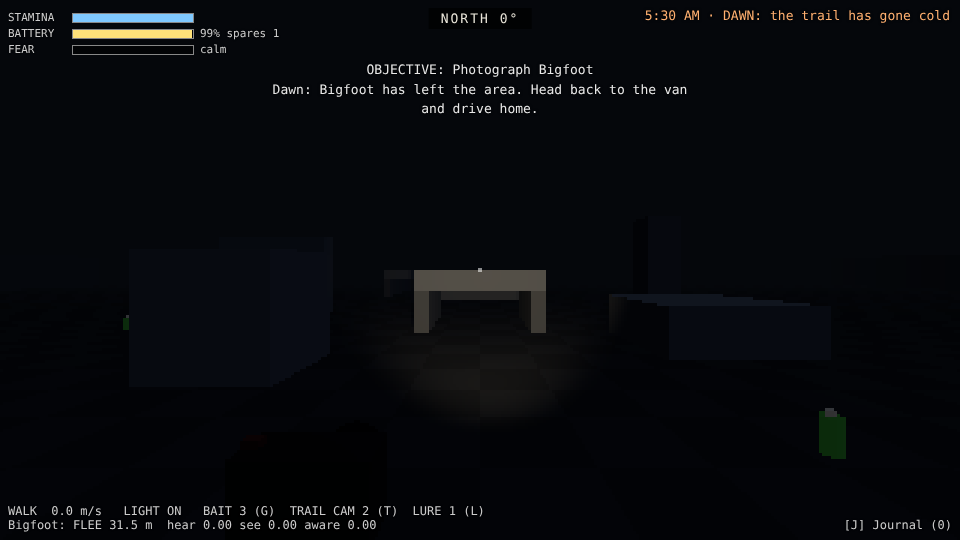 STAMINA
BATTERY 99% spares 1
FEAR calm
NORTH 0°
5:30 AM · DAWN: the trail has gone cold
OBJECTIVE: Photograph Bigfoot
Dawn: Bigfoot has left the area. Head back to the van
and drive home.
WALK 0.0 m/s LIGHT ON BAIT 3 (G) TRAIL CAM 2 (T) LURE 1 (L)
Bigfoot: FLEE 31.5 m hear 0.00 see 0.00 aware 0.00
[J] Journal (0)